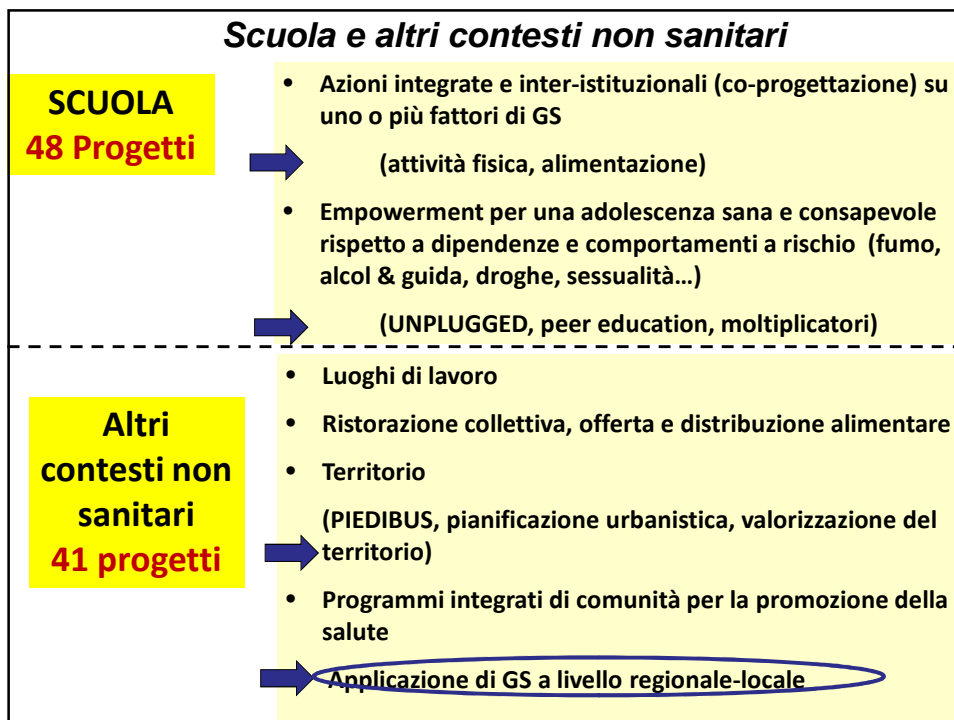 Scuola e altri contesti non sanitari
SCUOLA
48 Progetti
• Azioni integrate e inter-istituzionali (co-progettazione) su
uno o più fattori di GS
(attività fisica, alimentazione)
• Empowerment per una adolescenza sana e consapevole
rispetto a dipendenze e comportamenti a rischio (fumo,
alcol & guida, droghe, sessualità…)
(UNPLUGGED, peer education, moltiplicatori)
Altri
contesti non
sanitari
41 progetti
• Luoghi di lavoro
• Ristorazione collettiva, offerta e distribuzione alimentare
• Territorio
(PIEDIBUS, pianificazione urbanistica, valorizzazione del
territorio)
• Programmi integrati di comunità per la promozione della
salute
Applicazione di GS a livello regionale-locale